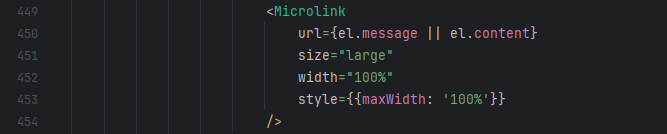 449 <Microlink
450 url={el.message || el.content}
451 size="large"
452 width="100%"
453 style={{maxWidth: '100%'}}
454 />